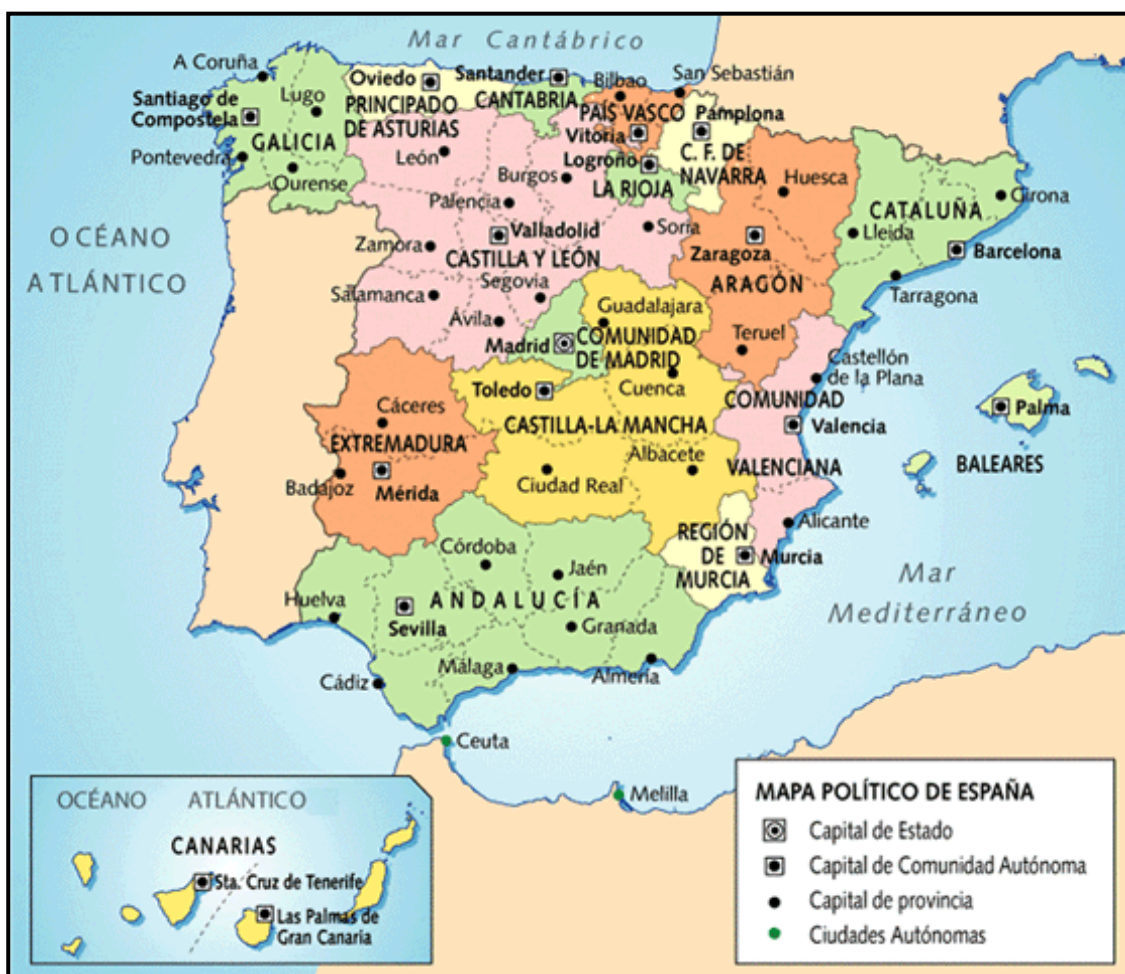 Mar Cantábrico
A Coruña
Oviedo
Santander
Bilbao
San Sebastián
Santiago de
Compostela
Lugo
PRINCIPADO
DE ASTURIAS
CANTABRIA
PAÍS VASCO
Vitoria
Pamplona
GALICIA
Pontevedra
Ourense
León
Logroño
C. F. DE
NAVARRA
Burgos
LA RIOJA
Huesca
Palencia
Girona
CATALUÑA
OCÉANO
ATLÁNTICO
Zamora
Valladolid
Soria
Lleida
CASTILLA Y LEÓN
Zaragoza
Barcelona
Salamanca
Segovia
ARAGÓN
Tarragona
Ávila
Guadalajara
Madrid
COMUNIDAD
DE MADRID
Teruel
Castellón
de la Plana
Toledo
Cuenca
COMUNIDAD
Palma
Cáceres
CASTILLA-LA MANCHA
Valencia
EXTREMADURA
Albacete
VALENCIANA
BALEARES
Badajoz
Mérida
Ciudad Real
Alicante
REGIÓN
DE
MURCIA
Murcia
Córdoba
Jaén
Mar
Mediterráneo
Huelva
ANDALUCÍA
Sevilla
Granada
Málaga
Almería
Cádiz
Ceuta
Melilla
OCÉANO ATLÁNTICO
CANARIAS
Sta. Cruz de Tenerife
Las Palmas de
Gran Canaria
MAPA POLÍTICO DE ESPAÑA
Capital de Estado
Capital de Comunidad Autónoma
Capital de provincia
Ciudades Autónomas